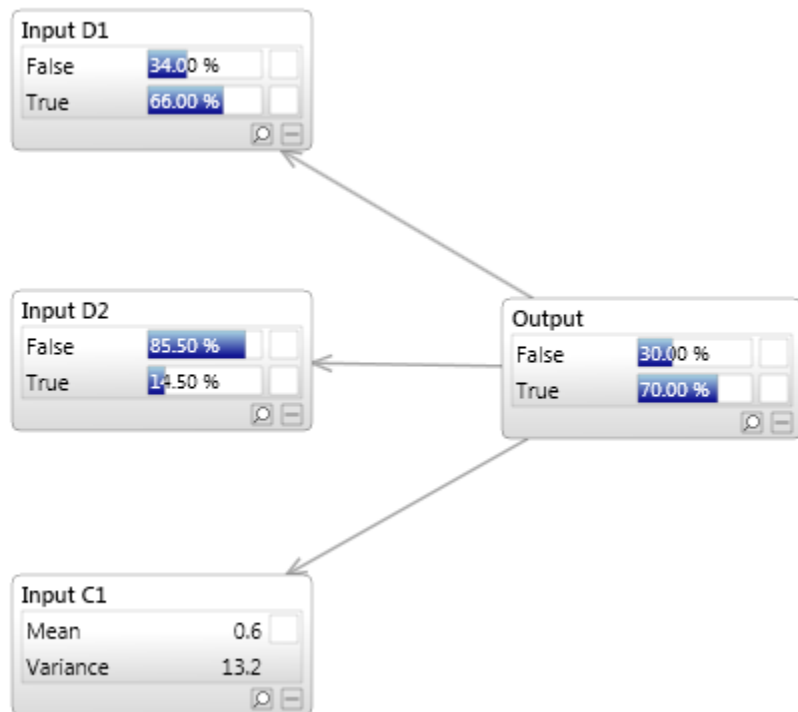 Input D1
False 34.00 %
True 66.00 %
Input D2
False 85.50 %
True 14.50 %
Output
False 30.00 %
True 70.00 %
Input C1
Mean 0.6
Variance 13.2